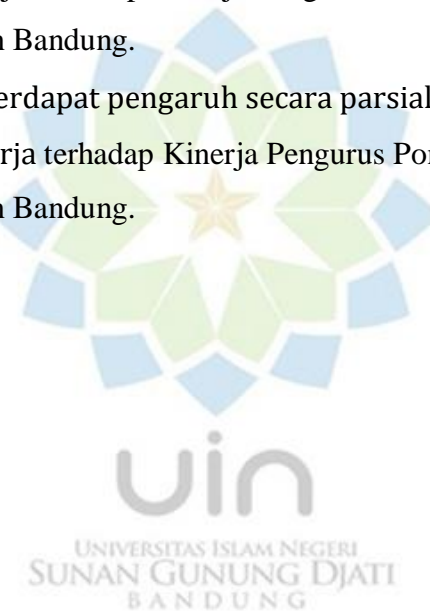 n Bandung.
erdapat pengaruh secara parsial
rja terhadap Kinerja Pengurus Po
n Bandung.
uin
UNIVERSITAS ISLAM NEGERI
SUNAN GUNUNG DJATI
BANDUNG